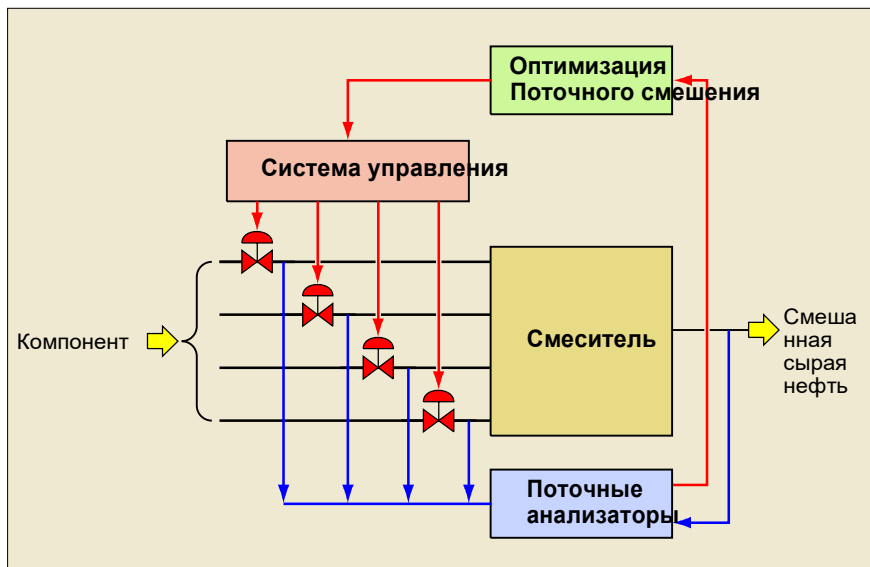 Оптимизация
Поточного смешения
Система управления
Компонент
Смеситель
Смеша
нная
сырая
нефть
Поточные
анализаторы